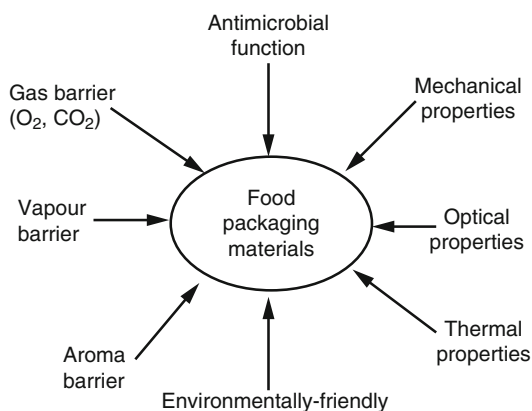 Antimicrobial
function
Gas barrier
(O₂, CO₂)
Mechanical
properties
Vapour
barrier
Food
packaging
materials
Optical
properties
Aroma
barrier
Thermal
properties
Environmentally-friendly